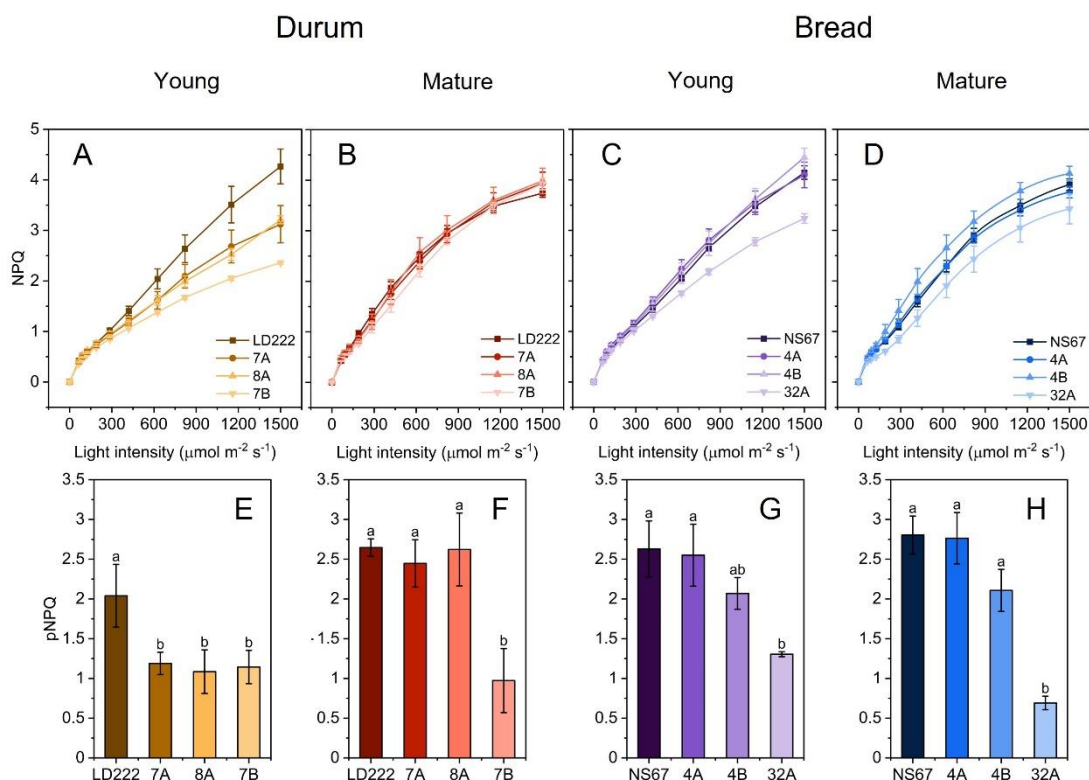 Durum Bread
Young Mature Young Mature
A B C D
NPQ
5
4
3
2
1
0
LD222
7A
8A
7B
LD222
7A
8A
7B
NS67
4A
4B
32A
NS67
4A
4B
32A
0 300 600 900 1200 1500 0 300 600 900 1200 1500 0 300 600 900 1200 1500 0 300 600 900 1200 1500
Light intensity (μmol m⁻² s⁻¹) Light intensity (μmol m⁻² s⁻¹) Light intensity (μmol m⁻² s⁻¹) Light intensity (μmol m⁻² s⁻¹)
E F G H
pNPQ
3.5 3.5 3.5 3.5
3 3 3 3
2.5 2.5 2.5 2.5
2 2 2 2
1.5 1.5 1.5 1.5
1 1 1 1
0.5 0.5 0.5 0.5
0 0 0 0
a b b b
a a a b
a a ab b
a a a b
LD222 7A 8A 7B LD222 7A 8A 7B NS67 4A 4B 32A NS67 4A 4B 32A